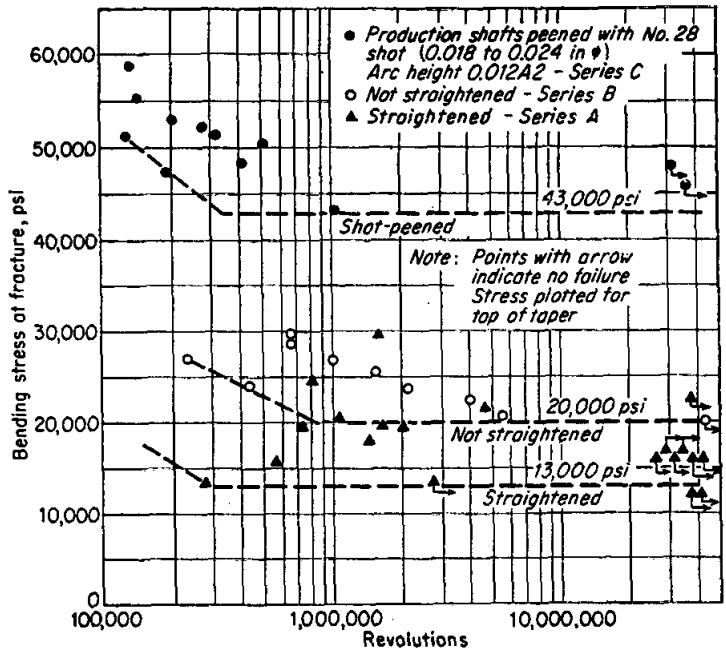 ● Production shafts peened with No. 28
shot (0.018 to 0.024 in ϕ)
Arc height 0.012A2 – Series C
○ Not straightened – Series B
▲ Straightened – Series A
60,000
50,000
40,000
30,000
20,000
10,000
0
Bending stress at fracture, psi
43,000 psi
Shot-peened
Note: Points with arrow
indicate no failure
Stress plotted for
top of taper
20,000 psi
Not straightened
13,000 psi
Straightened
100,000
1,000,000
10,000,000
Revolutions